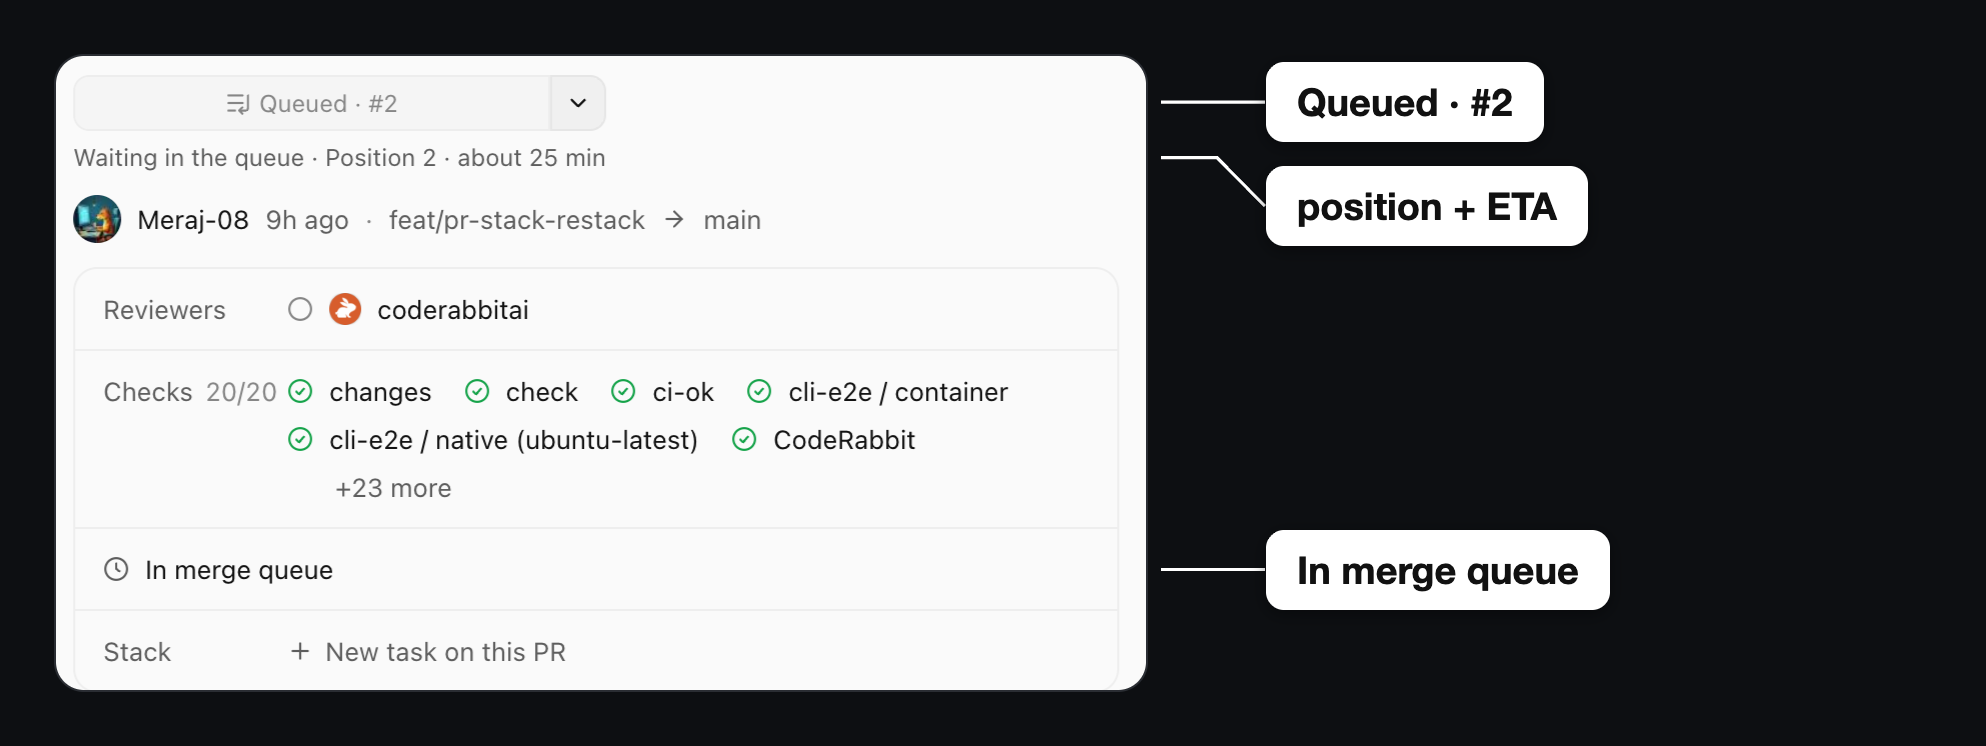 Queued · #2
Waiting in the queue · Position 2 · about 25 min
Meraj-08 9h ago · feat/pr-stack-restack → main
Reviewers coderabbitai
Checks 20/20 changes check ci-ok cli-e2e / container
cli-e2e / native (ubuntu-latest) CodeRabbit
+23 more
In merge queue
Stack + New task on this PR
Queued · #2
position + ETA
In merge queue